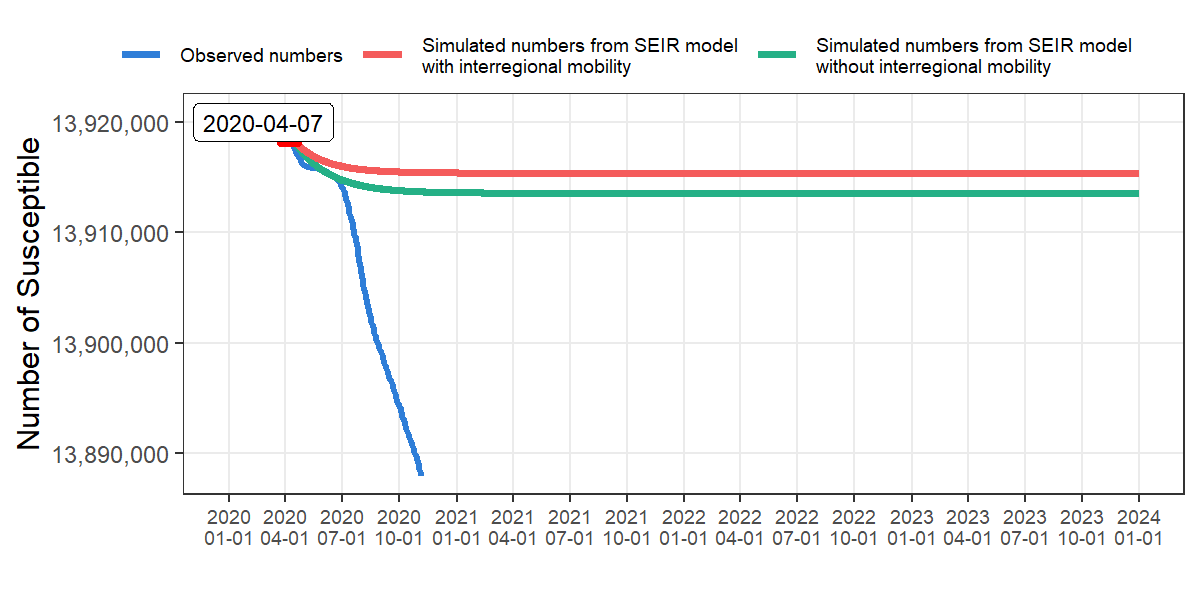 Observed numbers
Simulated numbers from SEIR model
with interregional mobility
Simulated numbers from SEIR model
without interregional mobility
2020-04-07
Number of Susceptible
13,920,000
13,910,000
13,900,000
13,890,000
2020 2020 2020 2020 2021 2021 2021 2021 2022 2022 2022 2022 2023 2023 2023 2023 2024
01-01 04-01 07-01 10-01 01-01 04-01 07-01 10-01 01-01 04-01 07-01 10-01 01-01 04-01 07-01 10-01 01-01